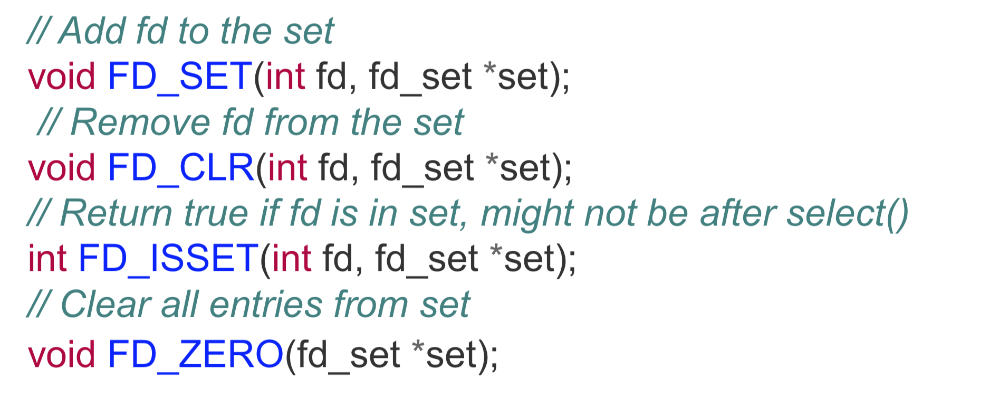 // Add fd to the set
void FD_SET(int fd, fd_set *set);
// Remove fd from the set
void FD_CLR(int fd, fd_set *set);
// Return true if fd is in set, might not be after select()
int FD_ISSET(int fd, fd_set *set);
// Clear all entries from set
void FD_ZERO(fd_set *set);